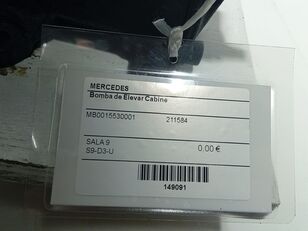 MERCEDES
Bomba de Elevar Cabine
MB0015530001 211584
SALA 9 0,00 €
S9-D3-U
149091